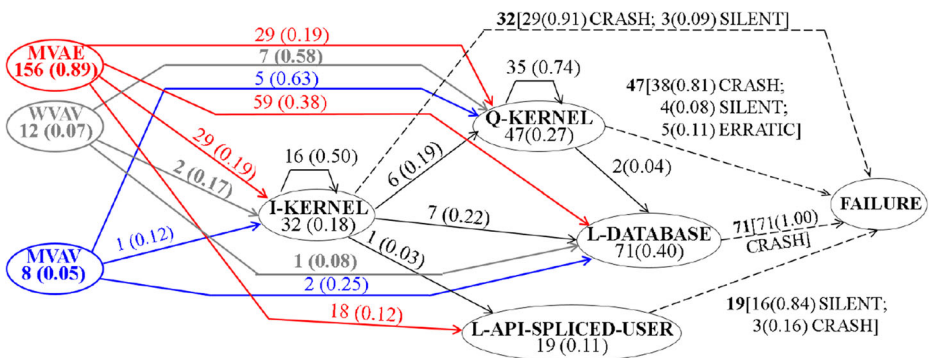 32[29(0.91) CRASH; 3(0.09) SILENT]
29 (0.19)
MVAE
156 (0.89)
7 (0.58)
35 (0.74)
5 (0.63)
47[38(0.81) CRASH;
4(0.08) SILENT;
5(0.11) ERRATIC]
59 (0.38)
WVAV
12 (0.07)
Q-KERNEL
47(0.27)
29 (0.19)
16 (0.50)
6 (0.19)
2(0.04)
2 (0.17)
I-KERNEL
32 (0.18)
FAILURE
7 (0.22)
L-DATABASE
71(0.40)
71[71(1.00)
CRASH]
1 (0.12)
1(0.03)
MVAV
8 (0.05)
1 (0.08)
2 (0.25)
18 (0.12)
L-API-SPLICED-USER
19 (0.11)
19[16(0.84) SILENT;
3(0.16) CRASH]